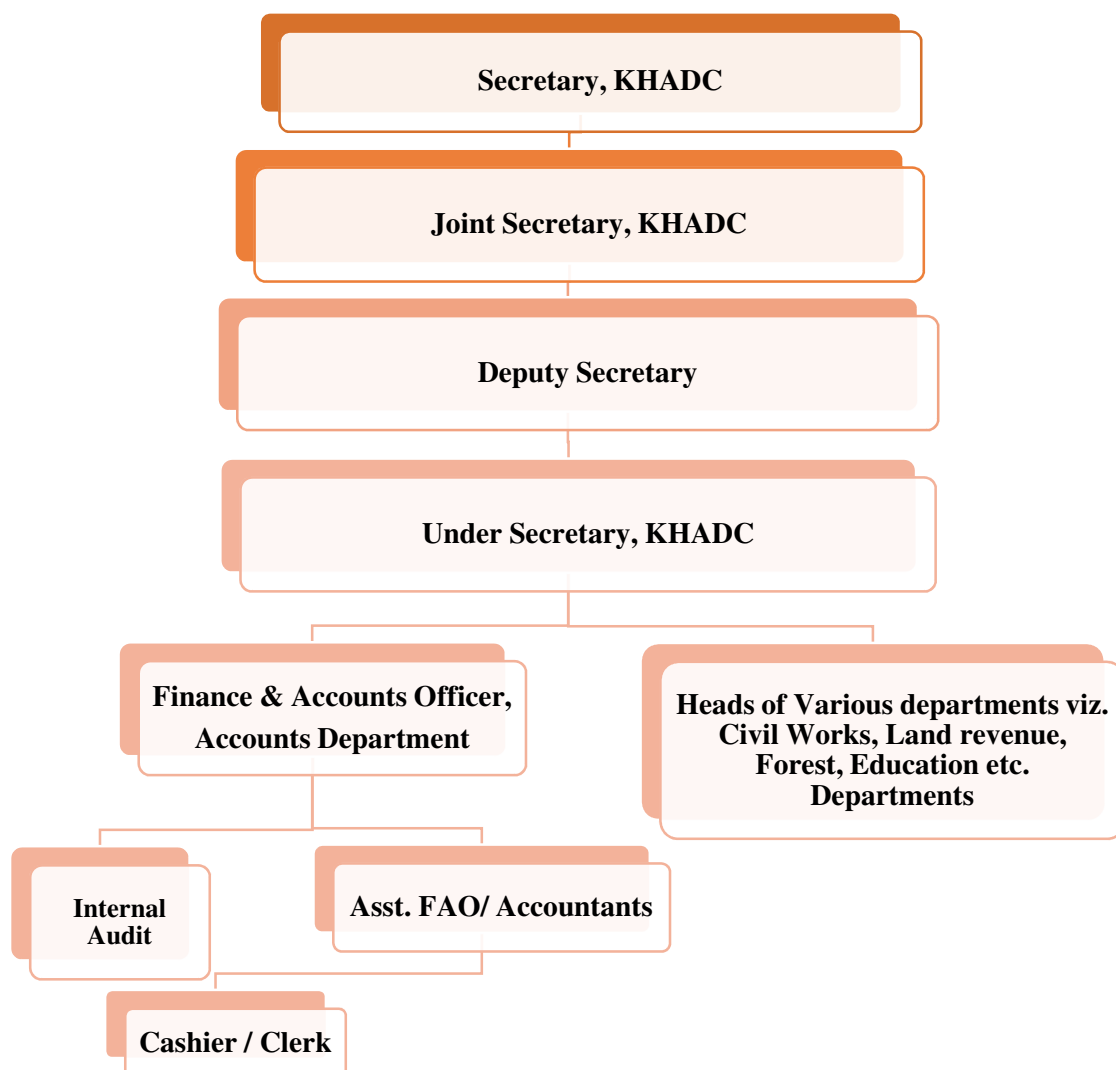 Secretary, KHADC
Joint Secretary, KHADC
Deputy Secretary
Under Secretary, KHADC
Finance & Accounts Officer,
Accounts Department
Heads of Various departments viz.
Civil Works, Land revenue,
Forest, Education etc.
Departments
Internal
Audit
Asst. FAO/ Accountants
Cashier / Clerk